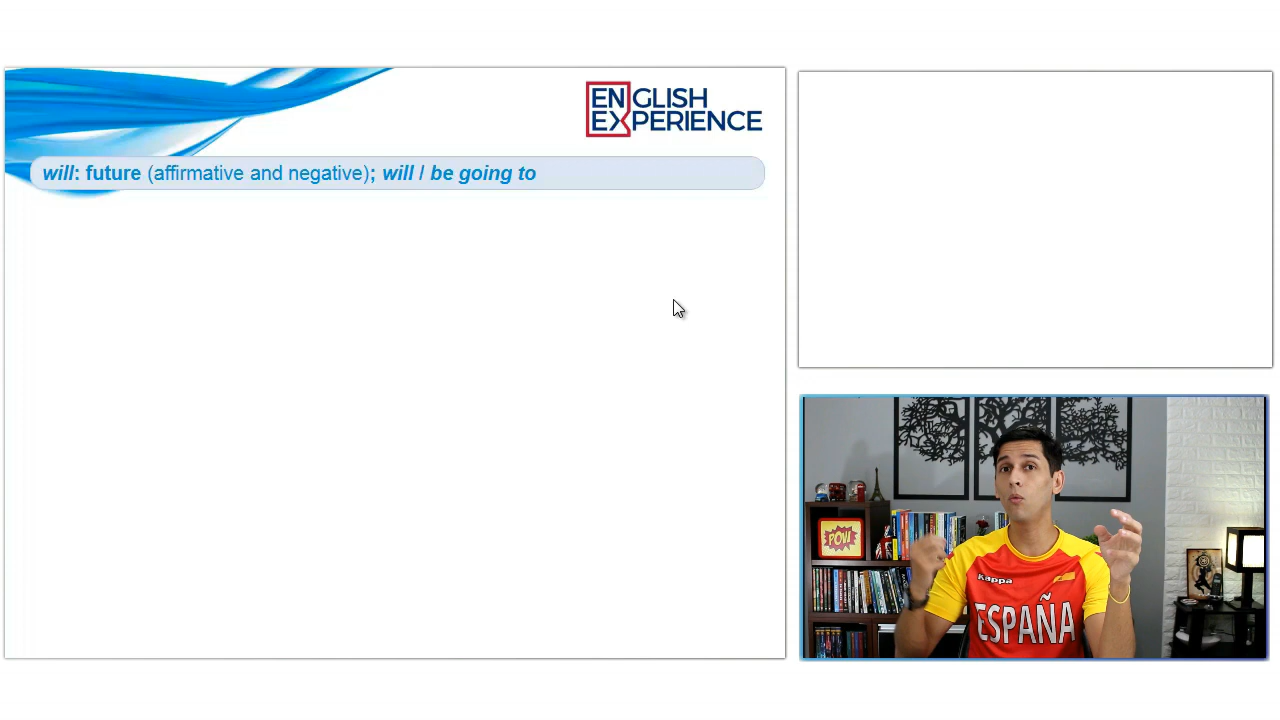 ENGLISH
EXPERIENCE
will: future (affirmative and negative); will / be going to
POW!
Kappa
ESPAÑA